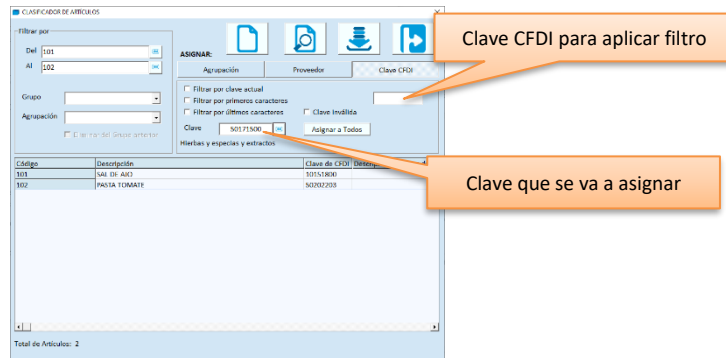 CLASIFICADOR DE ARTÍCULOS
Filtrar por
Del 101
Al 102
Grupo
Agrupación
ASIGNAR:
Agrupación Proveedor Clave CFDI
Filtrar por clave actual
Filtrar por primeros caracteres
Filtrar por últimos caracteres Clave Inválida
Clave 50171500 Asignar a Todos
Hierbas y especias y extractos
Clave CFDI para aplicar filtro
Clave que se va a asignar
Código Descripción Clave de CFDI
101 SAL DE AJO 10151800
102 PASTA TOMATE 50202203
Total de Artículos: 2